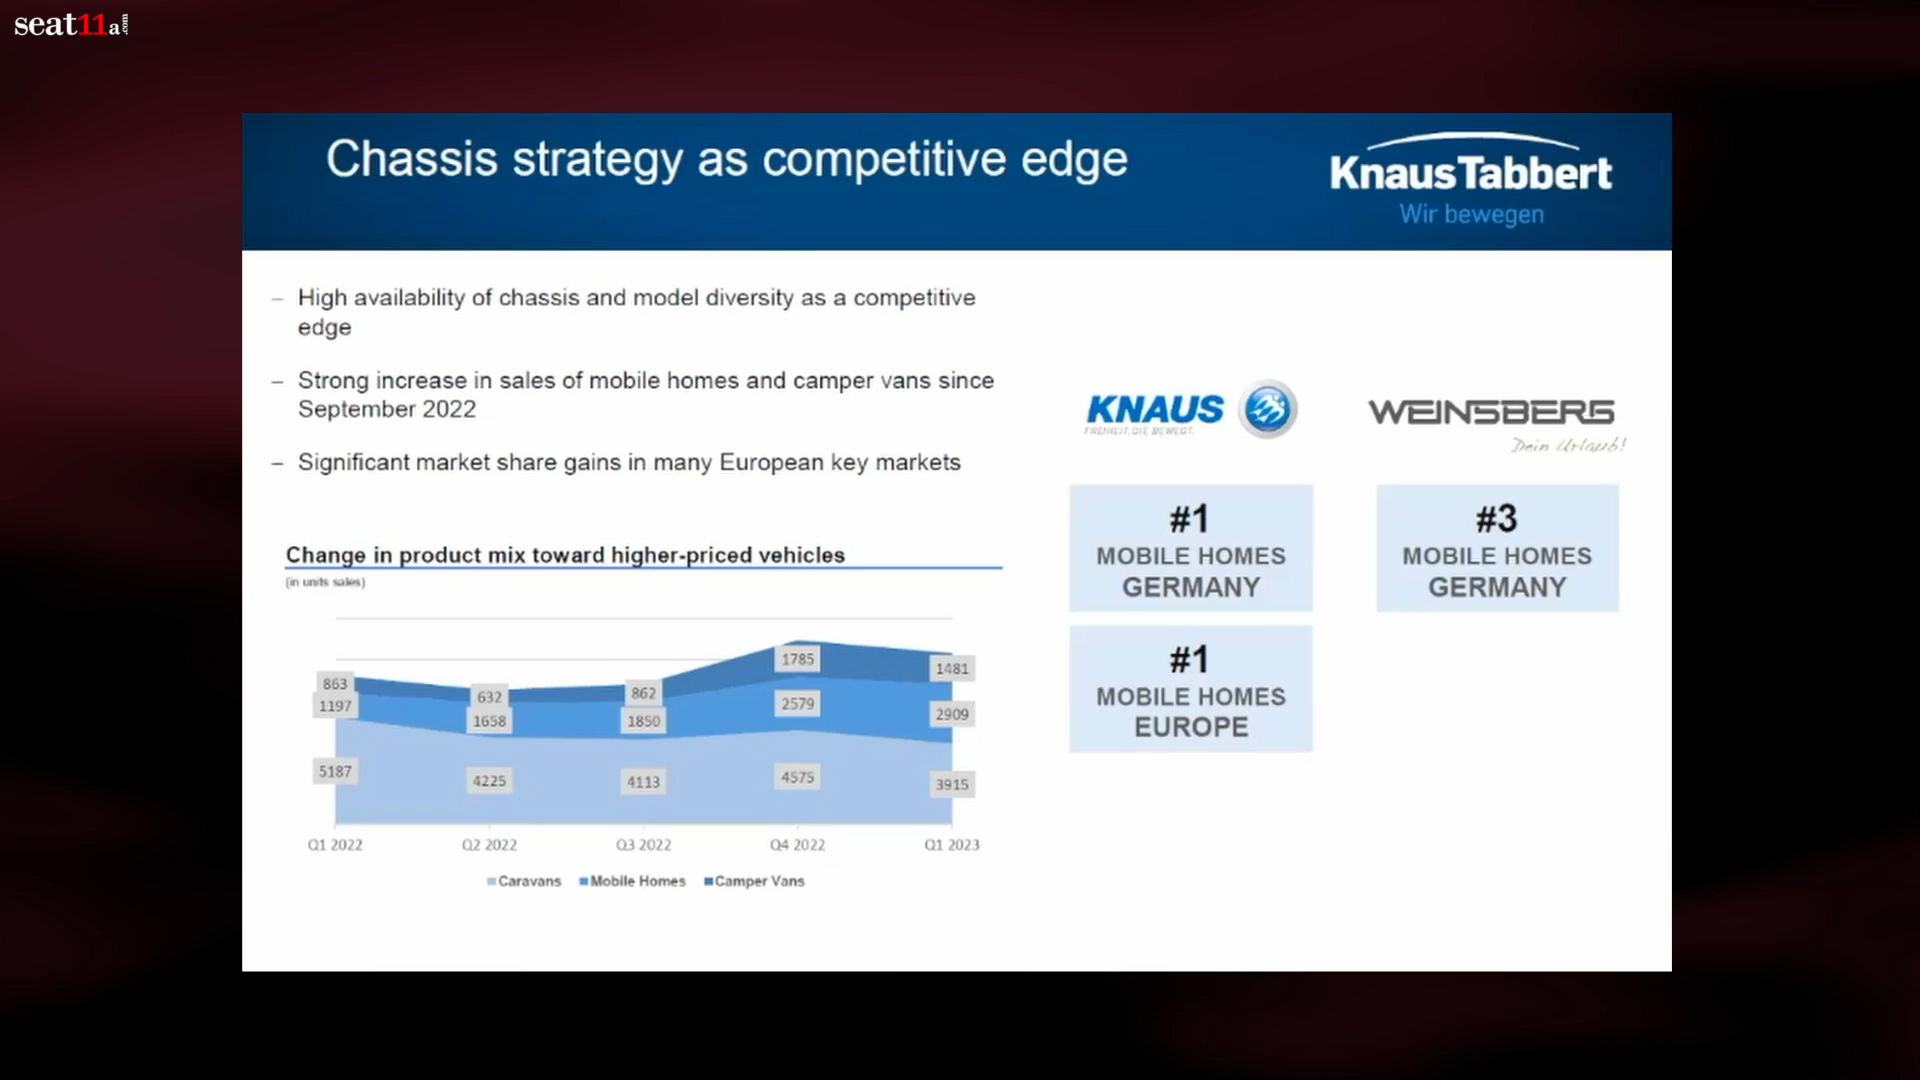 seat11a.com
Chassis strategy as competitive edge
KnausTabbert
Wir bewegen
– High availability of chassis and model diversity as a competitive
edge
– Strong increase in sales of mobile homes and camper vans since
September 2022
– Significant market share gains in many European key markets
Change in product mix toward higher-priced vehicles
(in units sales)
863
1197
5187
632
1658
4225
862
1850
4113
1785
2579
4575
1481
2909
3915
Q1 2022 Q2 2022 Q3 2022 Q4 2022 Q1 2023
Caravans Mobile Homes Camper Vans
KNAUS
FREIHEIT, DIE BEWEGT.
WEINSBERG
Dein Urlaub!
#1
MOBILE HOMES
GERMANY
#3
MOBILE HOMES
GERMANY
#1
MOBILE HOMES
EUROPE